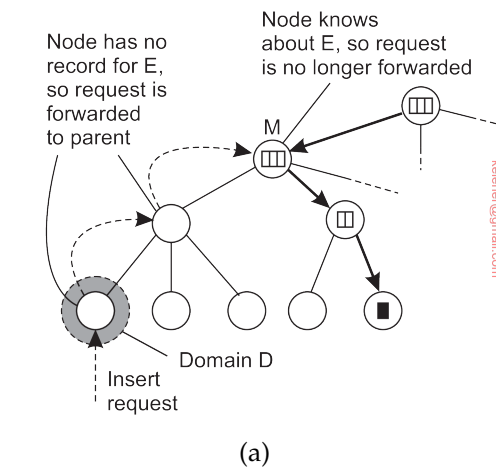 Node has no
record for E,
so request is
forwarded
to parent
Node knows
about E, so request
is no longer forwarded
M
Domain D
Insert
request
(a)